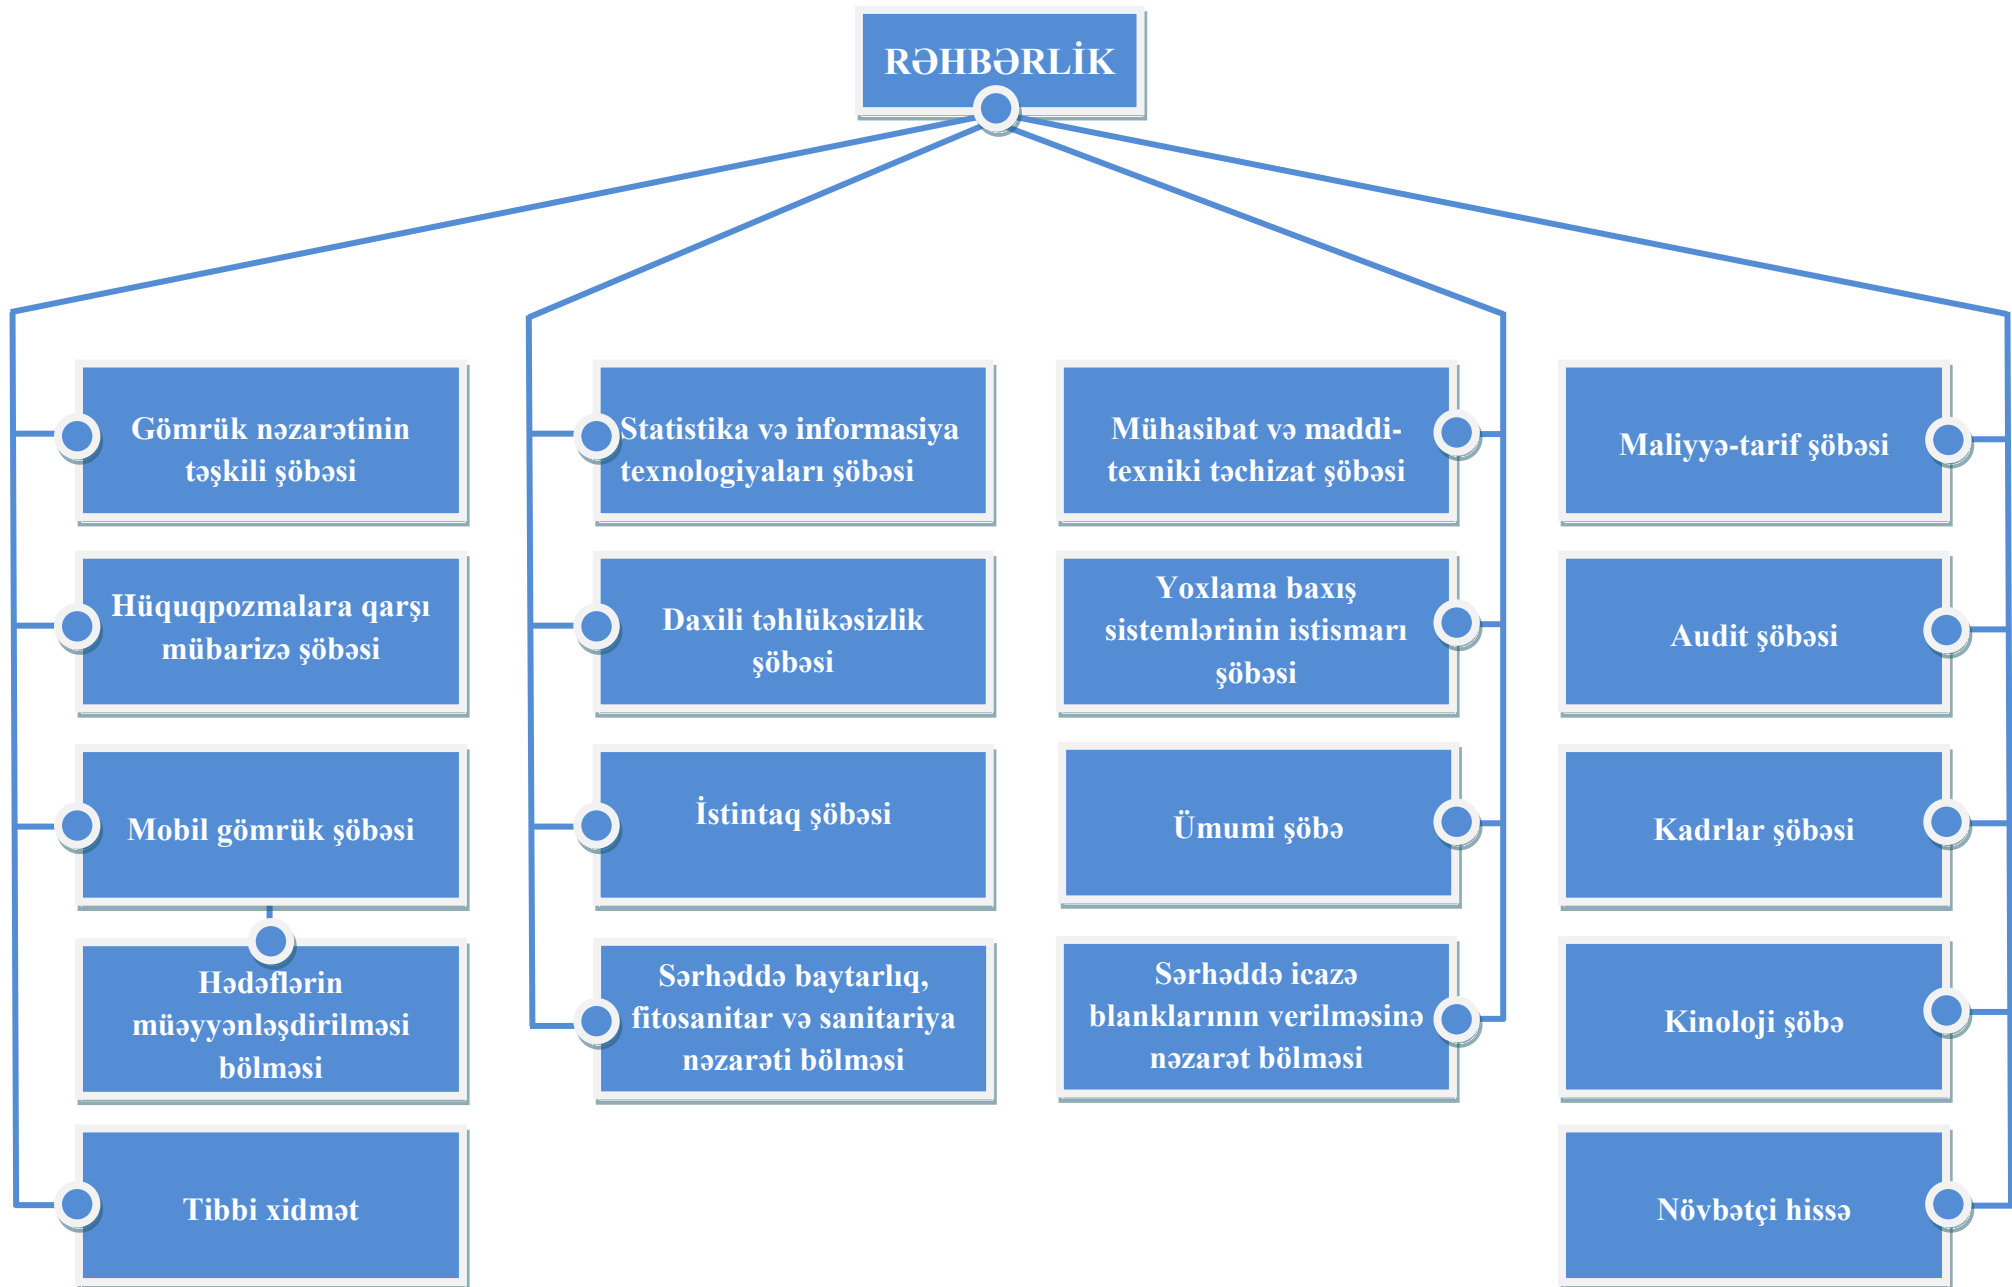 RƏHBƏRLİK
Gömrük nəzarətinin
təşkili şöbəsi
Hüquqpozmalara qarşı
mübarizə şöbəsi
Mobil gömrük şöbəsi
Hədəflərin
müəyyənləşdirilməsi
bölməsi
Tibbi xidmət
Statistika və informasiya
texnologiyaları şöbəsi
Daxili təhlükəsizlik
şöbəsi
İstintaq şöbəsi
Sərhəddə baytarlıq,
fitosanitar və sanitariya
nəzarəti bölməsi
Mühasibat və maddi-
texniki təchizat şöbəsi
Yoxlama baxış
sistemlərinin istismarı
şöbəsi
Ümumi şöbə
Sərhəddə icazə
blanklarının verilməsinə
nəzarət bölməsi
Maliyyə-tarif şöbəsi
Audit şöbəsi
Kadrlar şöbəsi
Kinoloji şöbə
Növbətçi hissə